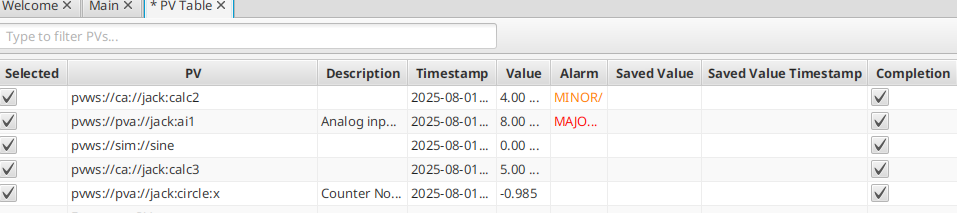 Welcome Main * PV Table
Type to filter PVs...
Selected PV Description Timestamp Value Alarm Saved Value Saved Value Timestamp Completion
pvws://ca://jack:calc2 2025-08-01... 4.00 ... MINOR/
pvws://pva://jack:ai1 Analog inp... 2025-08-01... 8.00 ... MAJO...
pvws://sim://sine 2025-08-01... 0.00 ...
pvws://ca://jack:calc3 2025-08-01... 5.00 ...
pvws://pva://jack:circle:x Counter No... 2025-08-01... -0.985